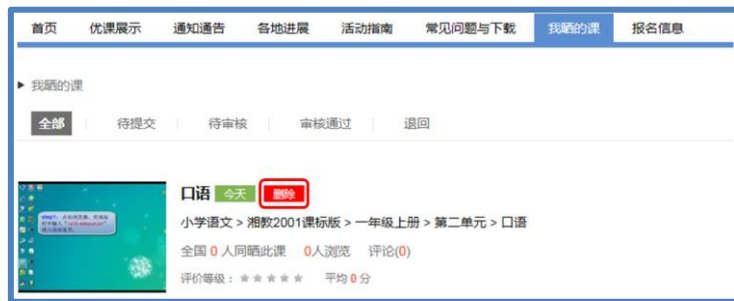 首页 优课展示 通知通告 各地进展 活动指南 常见问题与下载 我晒的课 报名信息
我晒的课
全部 待提交 待审核 审核通过 退回
口语 今天 删除
小学语文 > 湘教2001课标版 > 一年级上册 > 第二单元 > 口语
全国 0 人同晒此课 0人浏览 评论(0)
评价等级：★★★★★ 平均 0 分